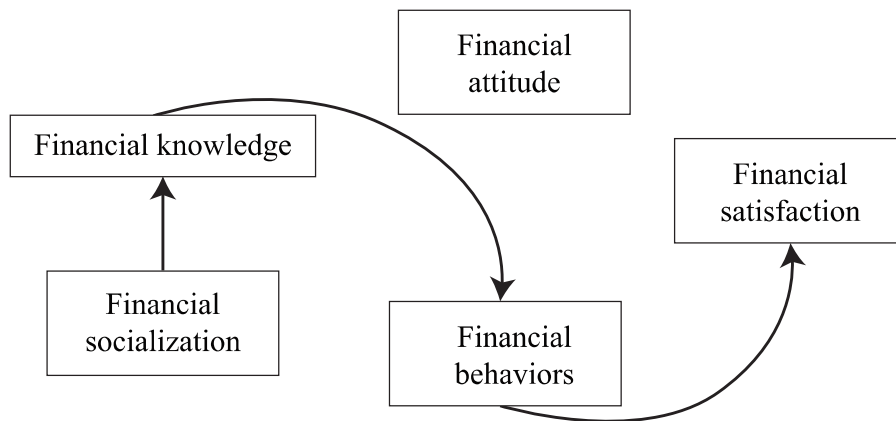 Financial
attitude
Financial knowledge
Financial
satisfaction
Financial
socialization
Financial
behaviors